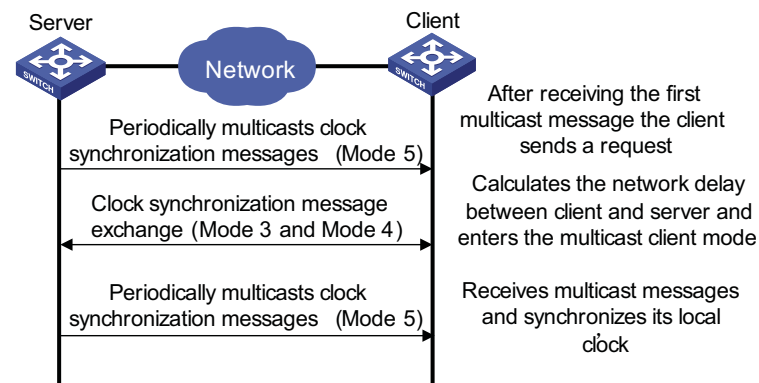 Server
Client
SWITCH
Network
SWITCH
After receiving the first
multicast message the client
sends a request
Periodically multicasts clock
synchronization messages (Mode 5)
Calculates the network delay
between client and server and
enters the multicast client mode
Clock synchronization message
exchange (Mode 3 and Mode 4)
Periodically multicasts clock
synchronization messages (Mode 5)
Receives multicast messages
and synchronizes its local
clock